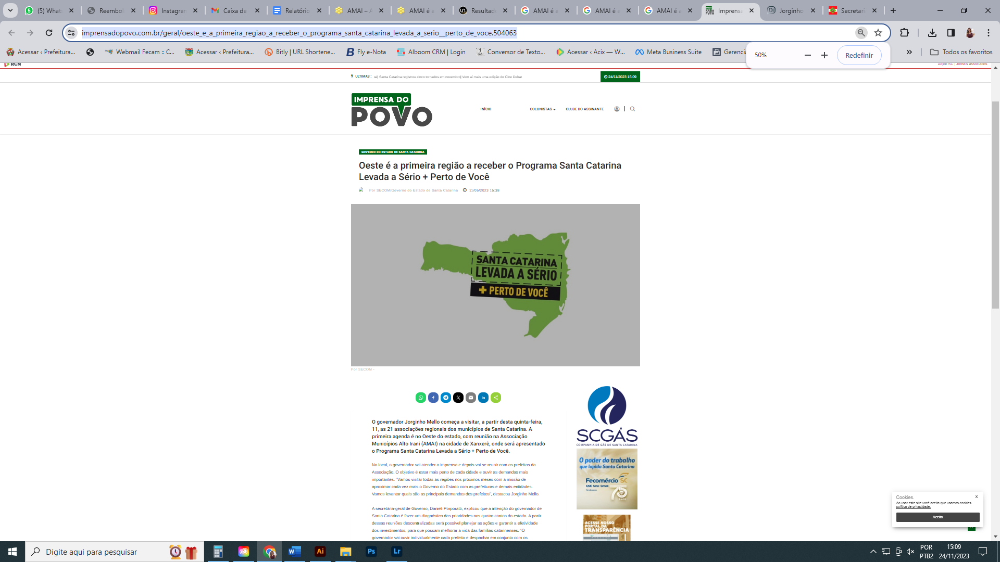 (5) Whats
Reembol
Instagran
Caixa de
Relatório
AMAI – A
AMAI é a
Resultade
AMAI é a
AMAI é a
AMAI é a
Imprensa
Jorginho
Secretari
imprensadopovo.com.br/geral/oeste_e_a_primeira_regiao_a_receber_o_programa_santa_catarina_levada_a_serio__perto_de_voce.504063
Acessar ‹ Prefeitura...
Webmail Fecam :: C...
Acessar ‹ Prefeitura...
Bitly | URL Shortene...
Fly e-Nota
Alboom CRM | Login
Conversor de Texto...
Acessar ‹ Acix — W...
Meta Business Suite
Gerenci
Todos os favoritos
50%
Redefinir
RCN
Adjori SC | Jornais associados
ULTIMAS :
tal| Santa Catarina registrou cinco tornados em novembro| Vem aí mais uma edição do Cine Debat
24/11/2023 15:09
IMPRENSA DO
POVO
INÍCIO
COLUNISTAS
CLUBE DO ASSINANTE
GOVERNO DO ESTADO DE SANTA CATARINA
Oeste é a primeira região a receber o Programa Santa Catarina
Levada a Sério + Perto de Você
Por SECOM/Governo do Estado de Santa Catarina
11/05/2023 15:38
SANTA CATARINA
LEVADA A SÉRIO
+ PERTO DE VOCÊ
Por SECOM -
O governador Jorginho Mello começa a visitar, a partir desta quinta-feira,
11, as 21 associações regionais dos municípios de Santa Catarina. A
primeira agenda é no Oeste do estado, com reunião na Associação
Municípios Alto Irani (AMAI) na cidade de Xanxerê, onde será apresentado
o Programa Santa Catarina Levada a Sério + Perto de Você.
No local, o governador vai atender a imprensa e depois vai se reunir com os prefeitos da
Associação. O objetivo é estar mais perto de cada cidade e ouvir as demandas mais
importantes. "Vamos visitar todas as regiões nos próximos meses com a missão de
aproximar cada vez mais o Governo do Estado com as prefeituras e demais entidades.
Vamos levantar quais são as principais demandas dos prefeitos", destacou Jorginho Mello.
A secretária-geral de Governo, Danieli Porporatti, explicou que a intenção do governador de
Santa Catarina é fazer um diagnóstico das prioridades nos quatro cantos do estado. A partir
dessas reuniões descentralizadas será possível planejar as ações e garantir a efetividade
dos investimentos, para que possam melhorar a vida das famílias catarinenses. "O
governador vai ouvir individualmente cada prefeito e despachar em conjunto com os
SCGÁS
COMPANHIA DE GÁS DE SANTA CATARINA
O poder do trabalho
que lapida Santa Catarina
Fecomércio SC
CNC Sesc Senac
Sindicatos
75
ANOS
ACESSE NOSSO
PORTAL DA
TRANSPARÊNCIA
Cookies.
x
Ao usar este site você aceita que usamos cookies.
política de privacidade.
Aceito
Digite aqui para pesquisar
Ai
Ps
Lr
POR
PTB2
15:09
24/11/2023